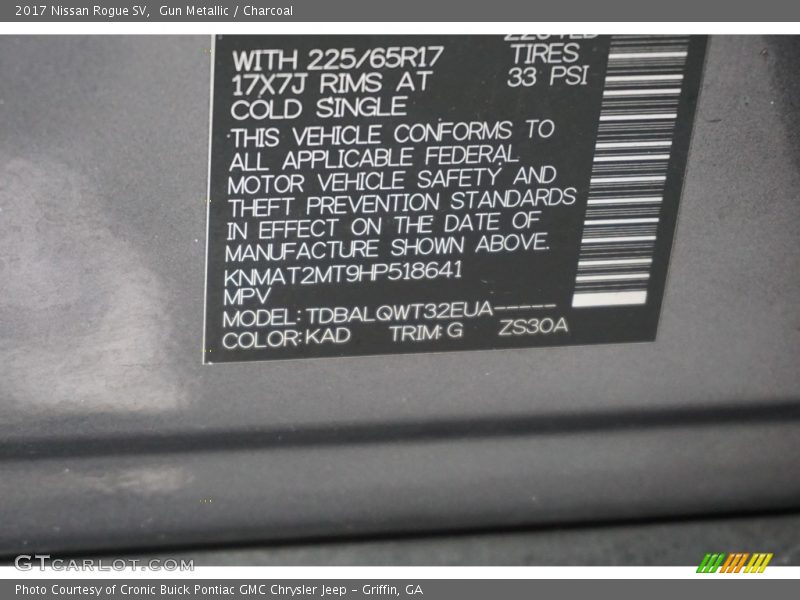 2017 Nissan Rogue SV, Gun Metallic / Charcoal
WITH 225/65R17 TIRES
17X7J RIMS AT 33 PSI
COLD SINGLE
THIS VEHICLE CONFORMS TO
ALL APPLICABLE FEDERAL
MOTOR VEHICLE SAFETY AND
THEFT PREVENTION STANDARDS
IN EFFECT ON THE DATE OF
MANUFACTURE SHOWN ABOVE.
KNMAT2MT9HP518641
MPV
MODEL: TDBALQWT32EUA-----
COLOR: KAD TRIM: G ZS30A
GTCARLOT.COM
Photo Courtesy of Cronic Buick Pontiac GMC Chrysler Jeep - Griffin, GA